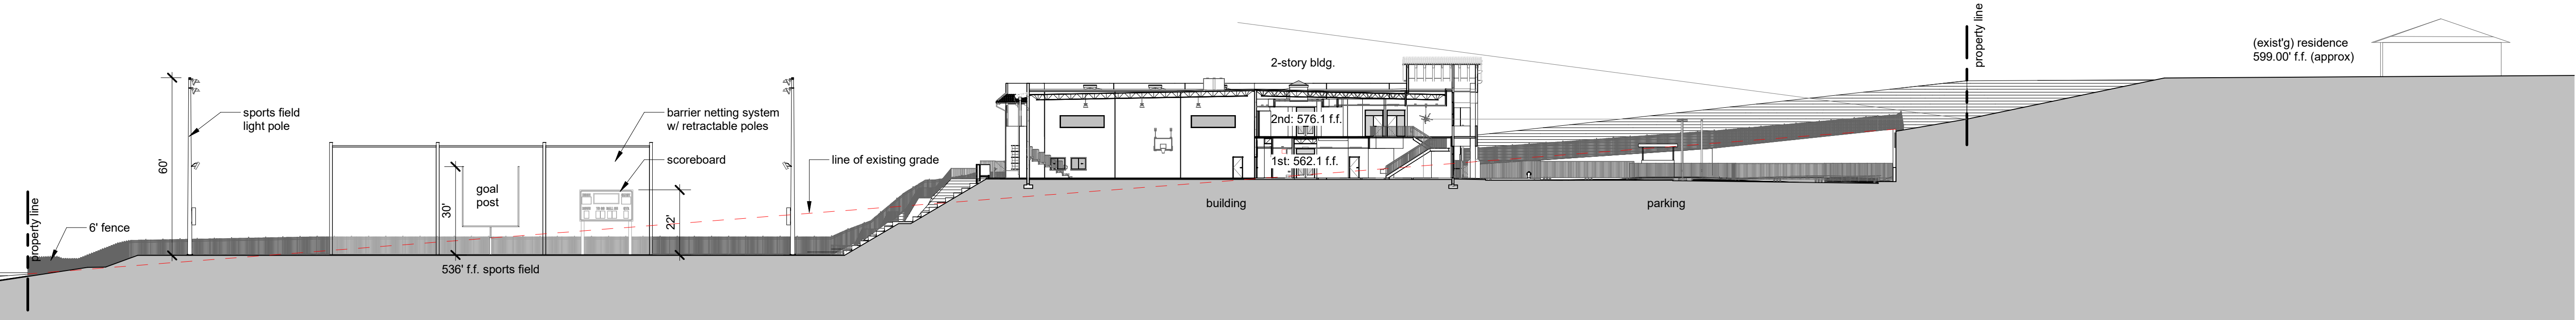 property line
6' fence
60'
sports field
light pole
30'
goal
post
536' f.f. sports field
barrier netting system
w/ retractable poles
scoreboard
22'
line of existing grade
2-story bldg.
2nd: 576.1 f.f.
1st: 562.1 f.f.
building
parking
property line
(exist'g) residence
599.00' f.f. (approx)